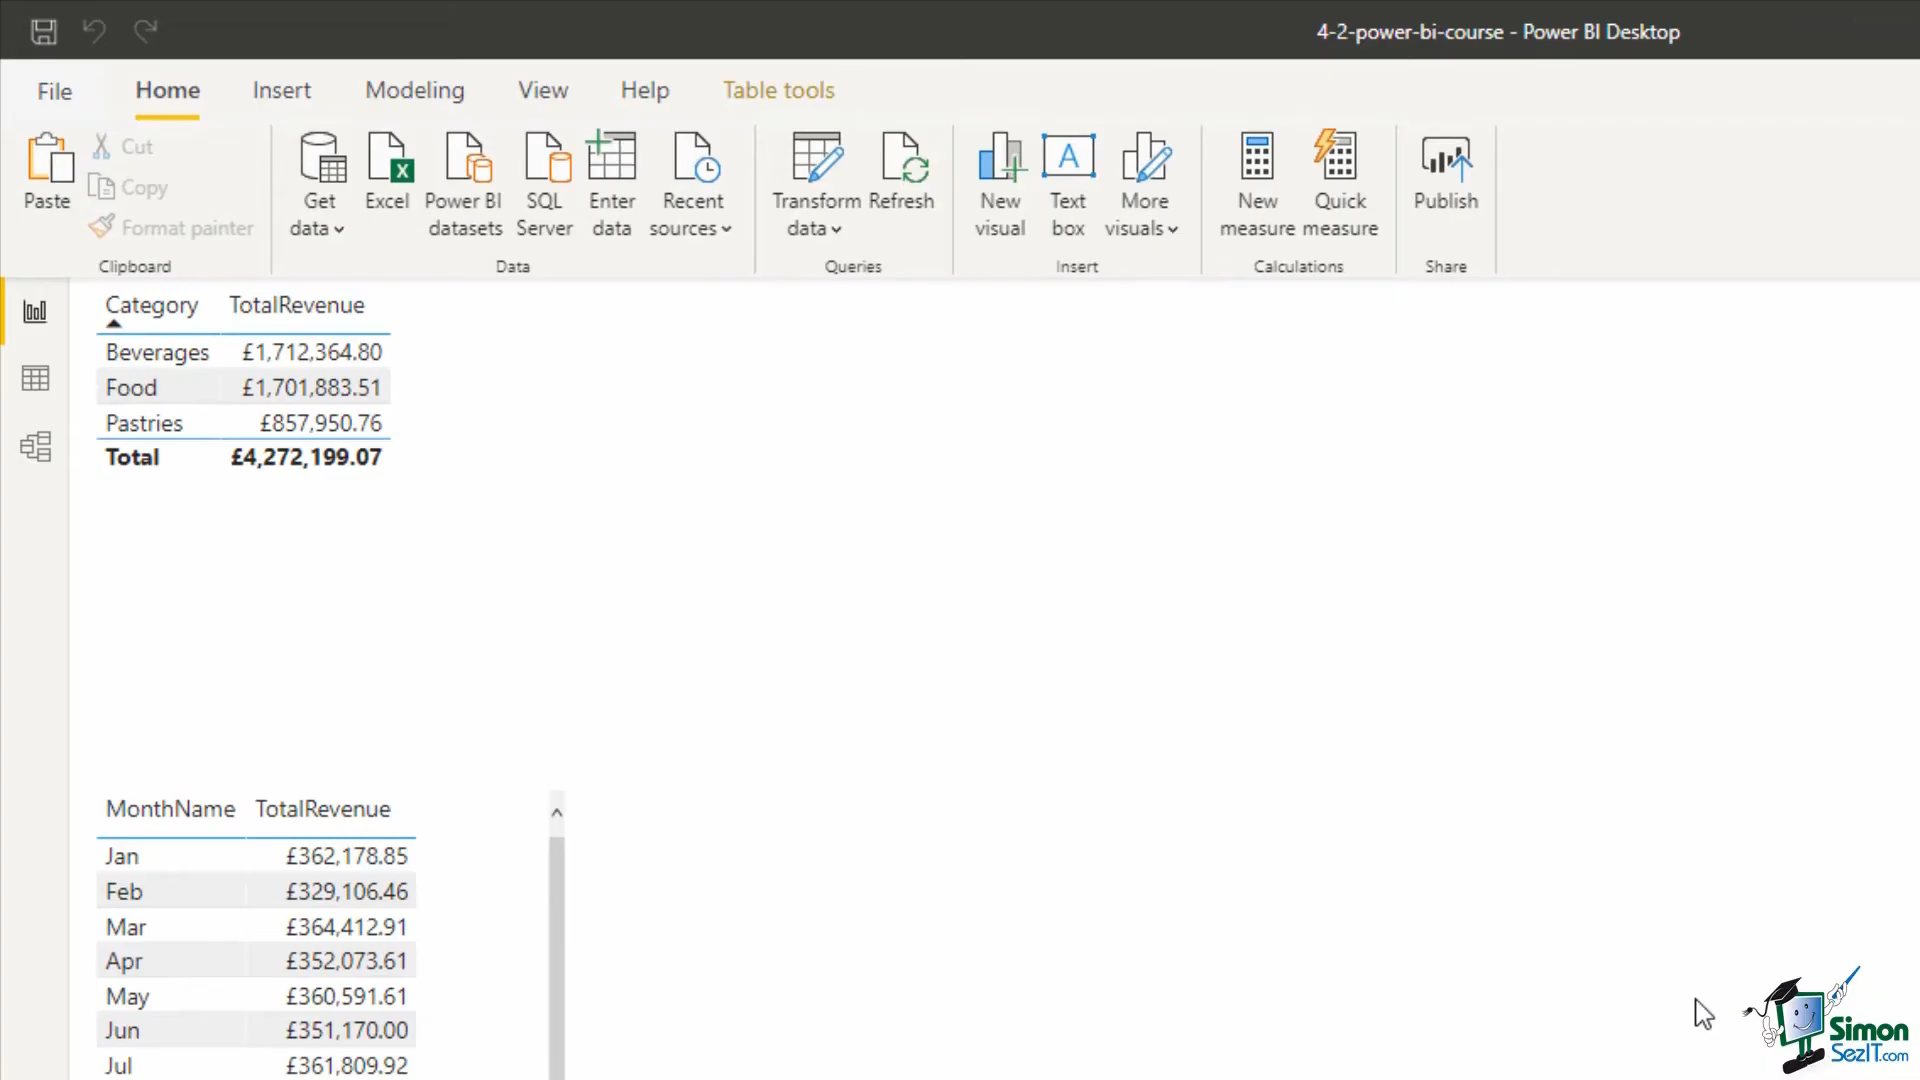 4-2-power-bi-course - Power BI Desktop
File Home Insert Modeling View Help Table tools
Paste
Cut
Copy
Format painter
Clipboard
Get data
Excel
Power BI datasets
SQL Server
Enter data
Recent sources
Data
Transform data
Refresh
Queries
New visual
Text box
More visuals
Insert
New measure
Quick measure
Calculations
Publish
Share
Category TotalRevenue
Beverages £1,712,364.80
Food £1,701,883.51
Pastries £857,950.76
Total £4,272,199.07
MonthName TotalRevenue
Jan £362,178.85
Feb £329,106.46
Mar £364,412.91
Apr £352,073.61
May £360,591.61
Jun £351,170.00
Jul £361,809.92
Simon
SezIT.com